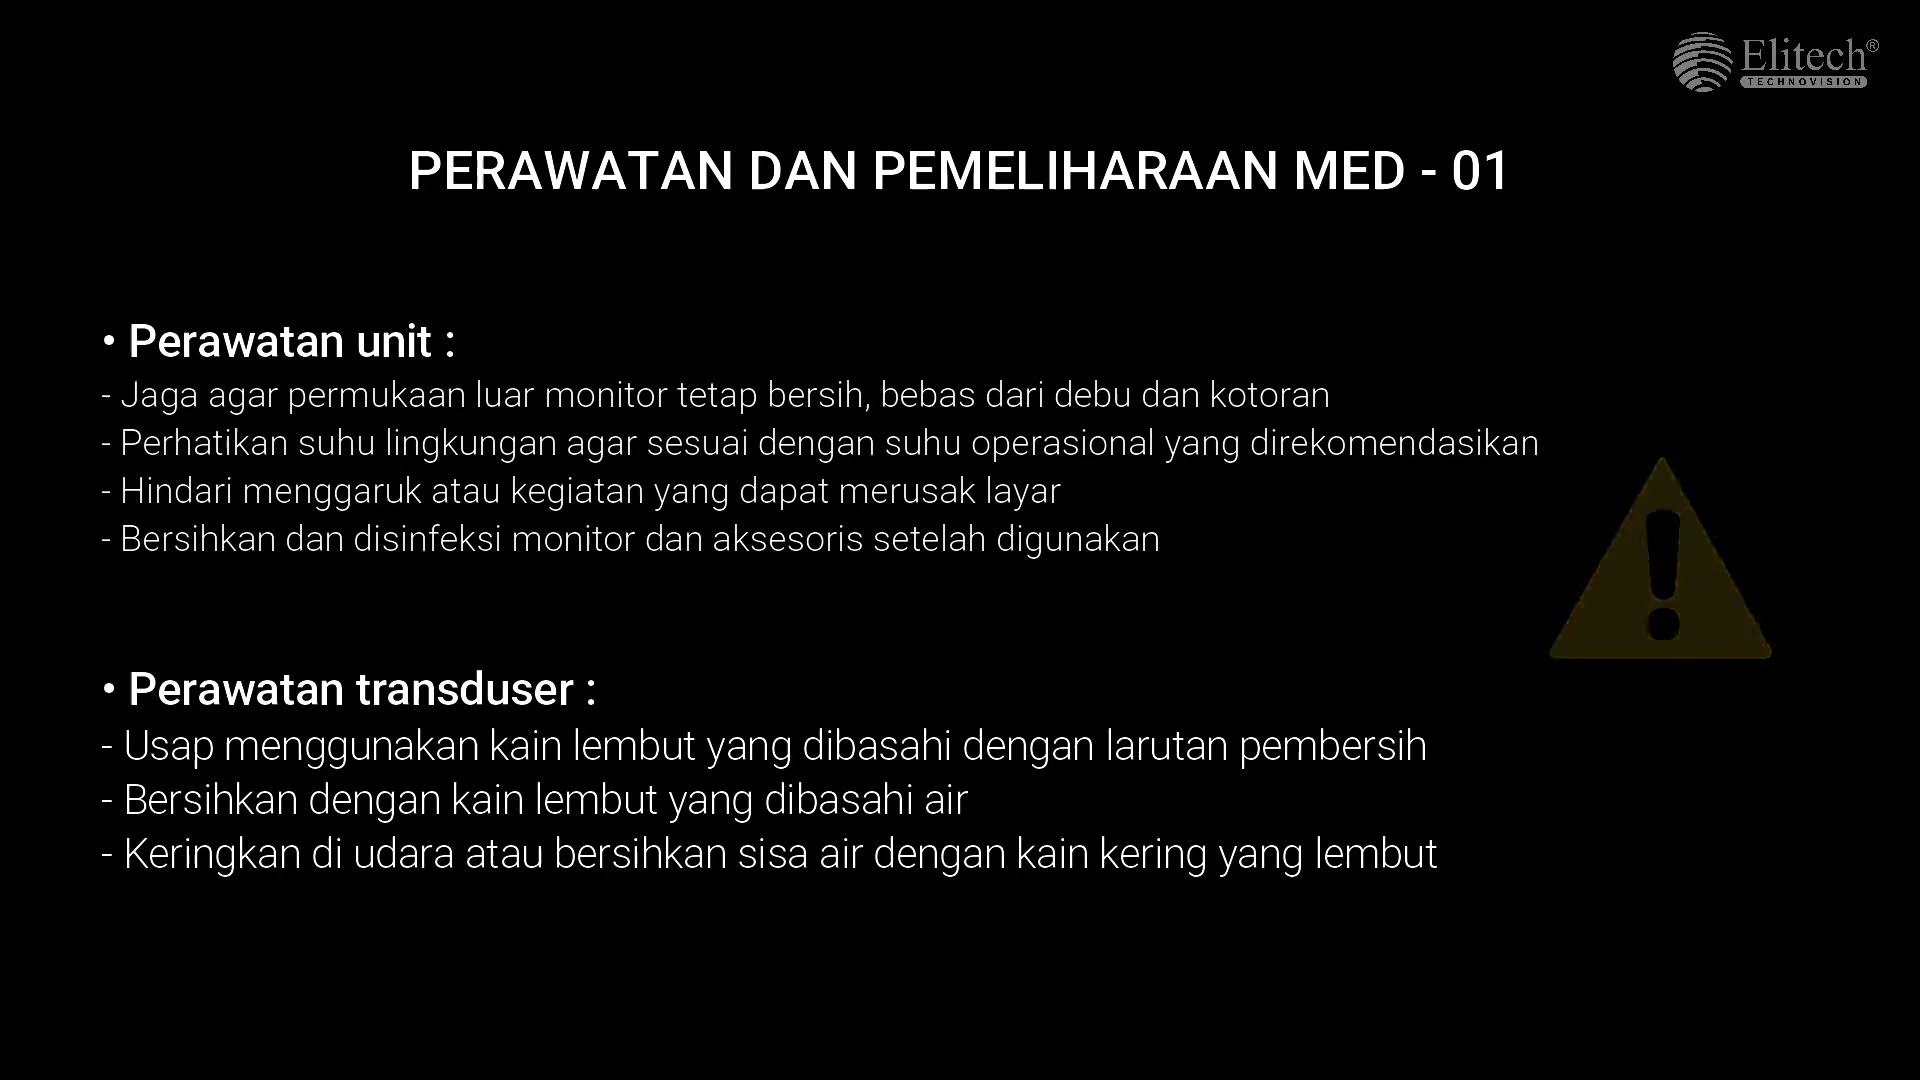 Elitech®
TECHNOVISION
PERAWATAN DAN PEMELIHARAAN MED - 01
• Perawatan unit :
- Jaga agar permukaan luar monitor tetap bersih, bebas dari debu dan kotoran
- Perhatikan suhu lingkungan agar sesuai dengan suhu operasional yang direkomendasikan
- Hindari menggaruk atau kegiatan yang dapat merusak layar
- Bersihkan dan disinfeksi monitor dan aksesoris setelah digunakan
• Perawatan transduser :
- Usap menggunakan kain lembut yang dibasahi dengan larutan pembersih
- Bersihkan dengan kain lembut yang dibasahi air
- Keringkan di udara atau bersihkan sisa air dengan kain kering yang lembut